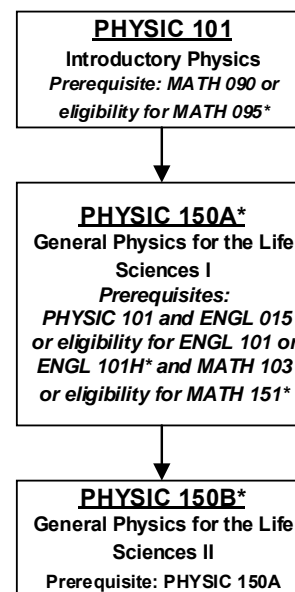 PHYSIC 101
Introductory Physics
Prerequisite: MATH 090 or
eligibility for MATH 095*
PHYSIC 150A*
General Physics for the Life
Sciences I
Prerequisites:
PHYSIC 101 and ENGL 015
or eligibility for ENGL 101 or
ENGL 101H* and MATH 103
or eligibility for MATH 151*
PHYSIC 150B*
General Physics for the Life
Sciences II
Prerequisite: PHYSIC 150A